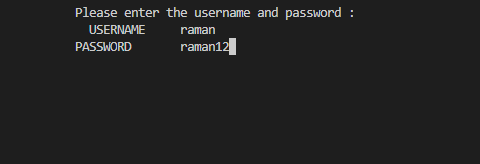 Please enter the username and password :
USERNAME raman
PASSWORD raman12